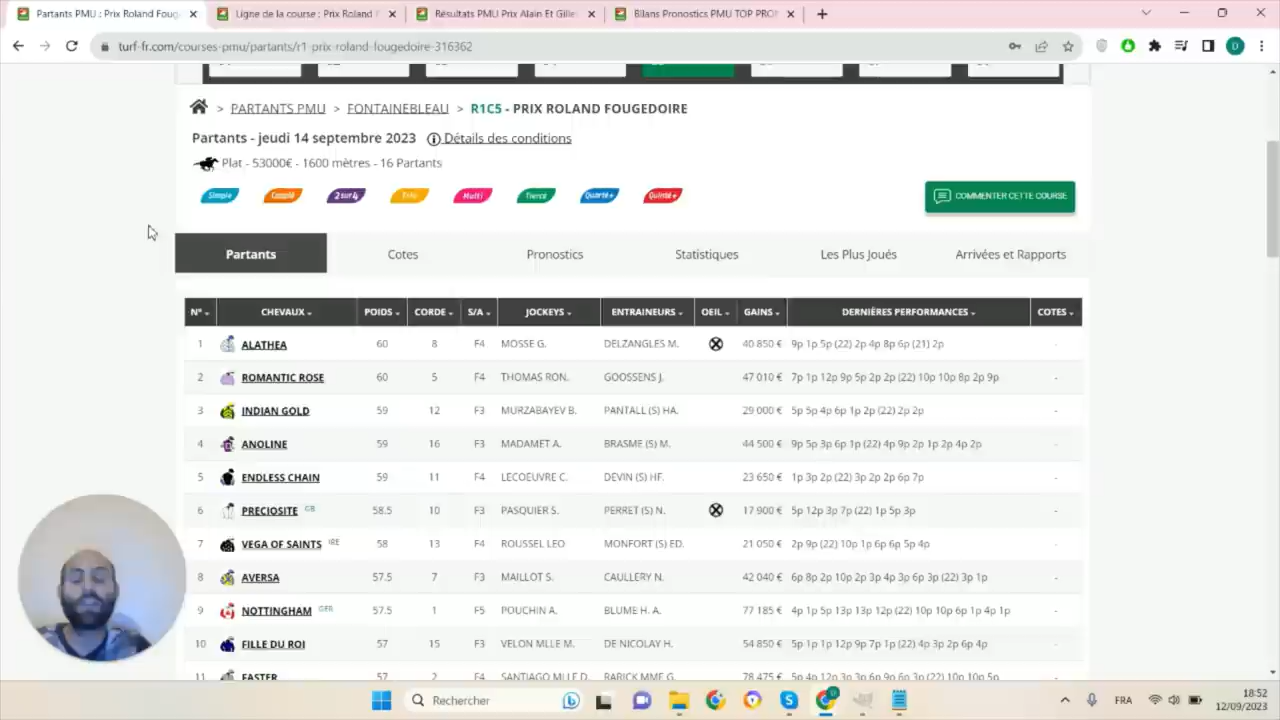 Partants PMU : Prix Roland Foug
Ligne de la course : Prix Roland F
Résultats PMU Prix Alain Et Gille
Bilans Pronostics PMU TOP PRO
turf-fr.com/courses-pmu/partants/r1-prix-roland-fougedoire-316362
D
> PARTANTS PMU > FONTAINEBLEAU > R1C5 - PRIX ROLAND FOUGEDOIRE
Partants - jeudi 14 septembre 2023 Détails des conditions
Plat - 53000€ - 1600 mètres - 16 Partants
Simple Couplé 2sur4 Trio Multi Tiercé Quarté+ Quinté+
COMMENTER CETTE COURSE
Partants Cotes Pronostics Statistiques Les Plus Joués Arrivées et Rapports
N° CHEVAUX POIDS CORDE S/A JOCKEYS ENTRAINEURS OEIL GAINS DERNIÈRES PERFORMANCES COTES
1 ALATHEA 60 8 F4 MOSSE G. DELZANGLES M. 40 850 € 9p 1p 5p (22) 2p 4p 8p 6p (21) 2p -
2 ROMANTIC ROSE 60 5 F4 THOMAS RON. GOOSSENS J. 47 010 € 7p 1p 12p 9p 5p 2p 2p (22) 10p 10p 8p 2p 9p -
3 INDIAN GOLD 59 12 F3 MURZABAYEV B. PANTALL (S) HA. 29 000 € 5p 5p 4p 6p 1p 2p (22) 2p 2p -
4 ANOLINE 59 16 F3 MADAMET A. BRASME (S) M. 44 500 € 9p 5p 3p 6p 1p (22) 4p 9p 2p 1p 2p 4p 2p -
5 ENDLESS CHAIN 59 11 F4 LECOEUVRE C. DEVIN (S) HF. 23 650 € 1p 3p 2p (22) 3p 2p 2p 6p 7p -
6 PRECIOSITE GB 58.5 10 F3 PASQUIER S. PERRET (S) N. 17 900 € 5p 12p 3p 7p (22) 1p 5p 3p -
7 VEGA OF SAINTS IRE 58 13 F4 ROUSSEL LEO MONFORT (S) ED. 21 050 € 2p 9p (22) 10p 1p 6p 6p 5p 4p -
8 AVERSA 57.5 7 F3 MAILLOT S. CAULLERY N. 42 040 € 6p 8p 2p 10p 2p 3p 4p 3p 6p 3p (22) 3p 1p -
9 NOTTINGHAM GER 57.5 1 F5 POUCHIN A. BLUME H. A. 77 185 € 4p 1p 5p 13p 13p 12p (22) 10p 10p 6p 1p 4p 1p -
10 FILLE DU ROI 57 15 F3 VELON MLLE M. DE NICOLAY H. 54 850 € 5p 1p 1p 12p 9p 7p 1p (22) 4p 3p 2p 6p 4p -
11 EASTER 57 2 F4 SANTIAGO MLLE D. BARICK MME G. 78 475 €
Rechercher
FRA
18:52
12/09/2023